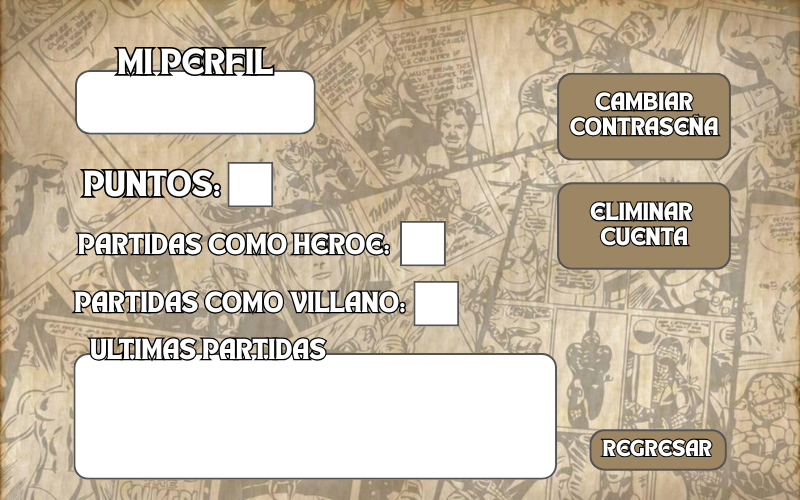 MI PERFIL
CAMBIAR
CONTRASEÑA
PUNTOS:
ELIMINAR
CUENTA
PARTIDAS COMO HEROE:
PARTIDAS COMO VILLANO:
ULTIMAS PARTIDAS
REGRESAR